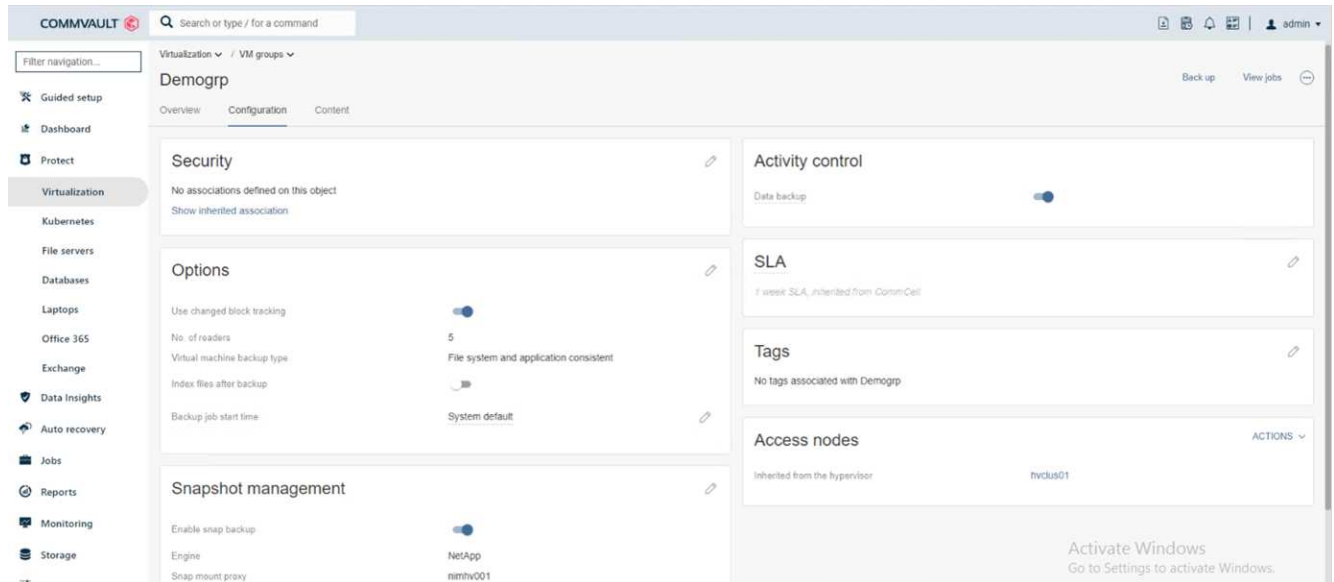 COMMVAULT
Search or type / for a command
admin
Filter navigation...
Guided setup
Dashboard
Protect
Virtualization
Kubernetes
File servers
Databases
Laptops
Office 365
Exchange
Data Insights
Auto recovery
Jobs
Reports
Monitoring
Storage
Virtualization / VM groups
Demogrp
Back up View jobs
Overview Configuration Content
Security
No associations defined on this object
Show inherited association
Options
Use changed block tracking
No. of readers 5
Virtual machine backup type File system and application consistent
Index files after backup
Backup job start time System default
Snapshot management
Enable snap backup
Engine NetApp
Snap mount proxy nimhv001
Activity control
Data backup
SLA
1 week SLA, inherited from CommCell
Tags
No tags associated with Demogrp
Access nodes ACTIONS
Inherited from the hypervisor hvclus01
Activate Windows
Go to Settings to activate Windows.